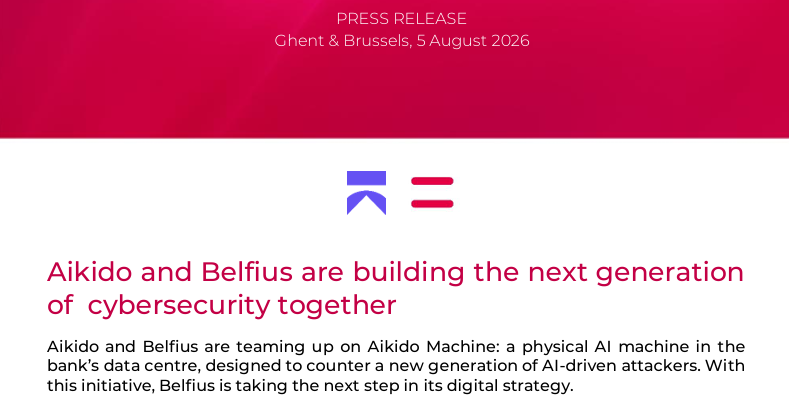 PRESS RELEASE
Ghent & Brussels, 5 August 2026
Aikido and Belfius are building the next generation
of cybersecurity together
Aikido and Belfius are teaming up on Aikido Machine: a physical AI machine in the
bank’s data centre, designed to counter a new generation of AI-driven attackers. With
this initiative, Belfius is taking the next step in its digital strategy.